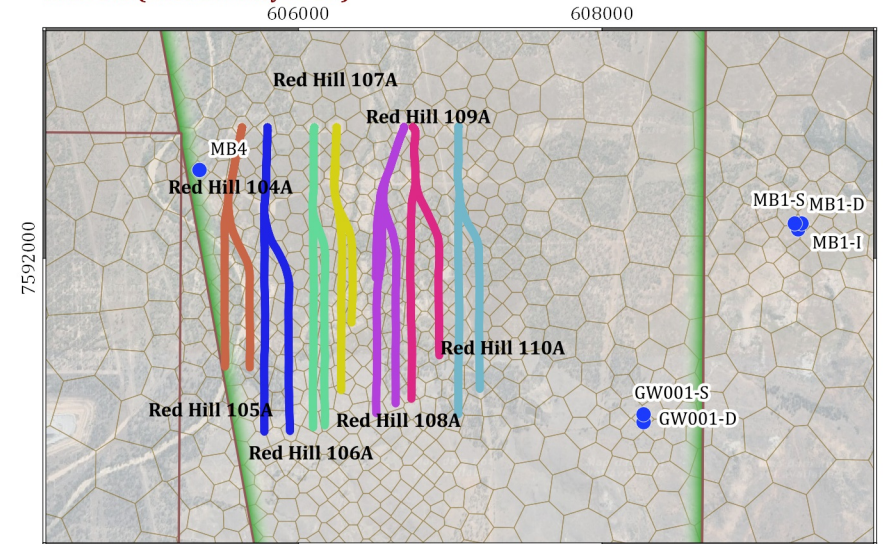 606000
608000
7592000
Red Hill 107A
Red Hill 109A
MB4
Red Hill 104A
MB1-S
MB1-D
MB1-I
Red Hill 110A
GW001-S
GW001-D
Red Hill 105A
Red Hill 108A
Red Hill 106A